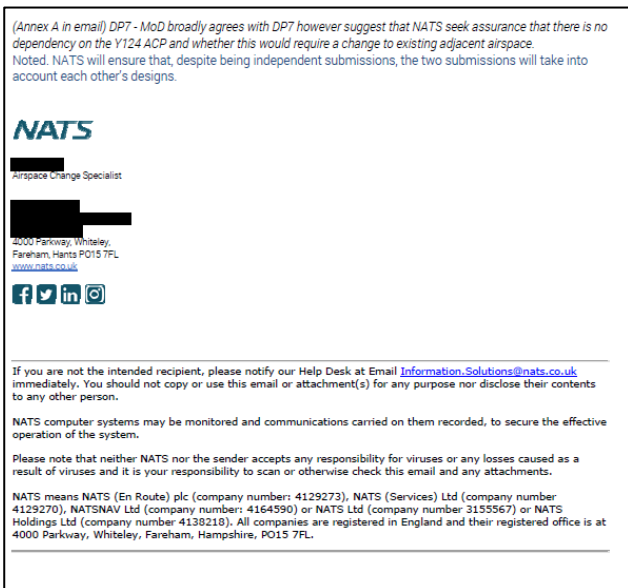 (Annex A in email) DP7 - MoD broadly agrees with DP7 however suggest that NATS seek assurance that there is no
dependency on the Y124 ACP and whether this would require a change to existing adjacent airspace.
Noted. NATS will ensure that, despite being independent submissions, the two submissions will take into
account each other's designs.
NATS
Airspace Change Specialist
4000 Parkway, Whiteley,
Fareham, Hants PO15 7FL
www.nats.co.uk
If you are not the intended recipient, please notify our Help Desk at Email Information.Solutions@nats.co.uk
immediately. You should not copy or use this email or attachment(s) for any purpose nor disclose their contents
to any other person.
NATS computer systems may be monitored and communications carried on them recorded, to secure the effective
operation of the system.
Please note that neither NATS nor the sender accepts any responsibility for viruses or any losses caused as a
result of viruses and it is your responsibility to scan or otherwise check this email and any attachments.
NATS means NATS (En Route) plc (company number: 4129273), NATS (Services) Ltd (company number
4129270), NATSNAV Ltd (company number: 4164590) or NATS Ltd (company number 3155567) or NATS
Holdings Ltd (company number 4138218). All companies are registered in England and their registered office is at
4000 Parkway, Whiteley, Fareham, Hampshire, PO15 7FL.